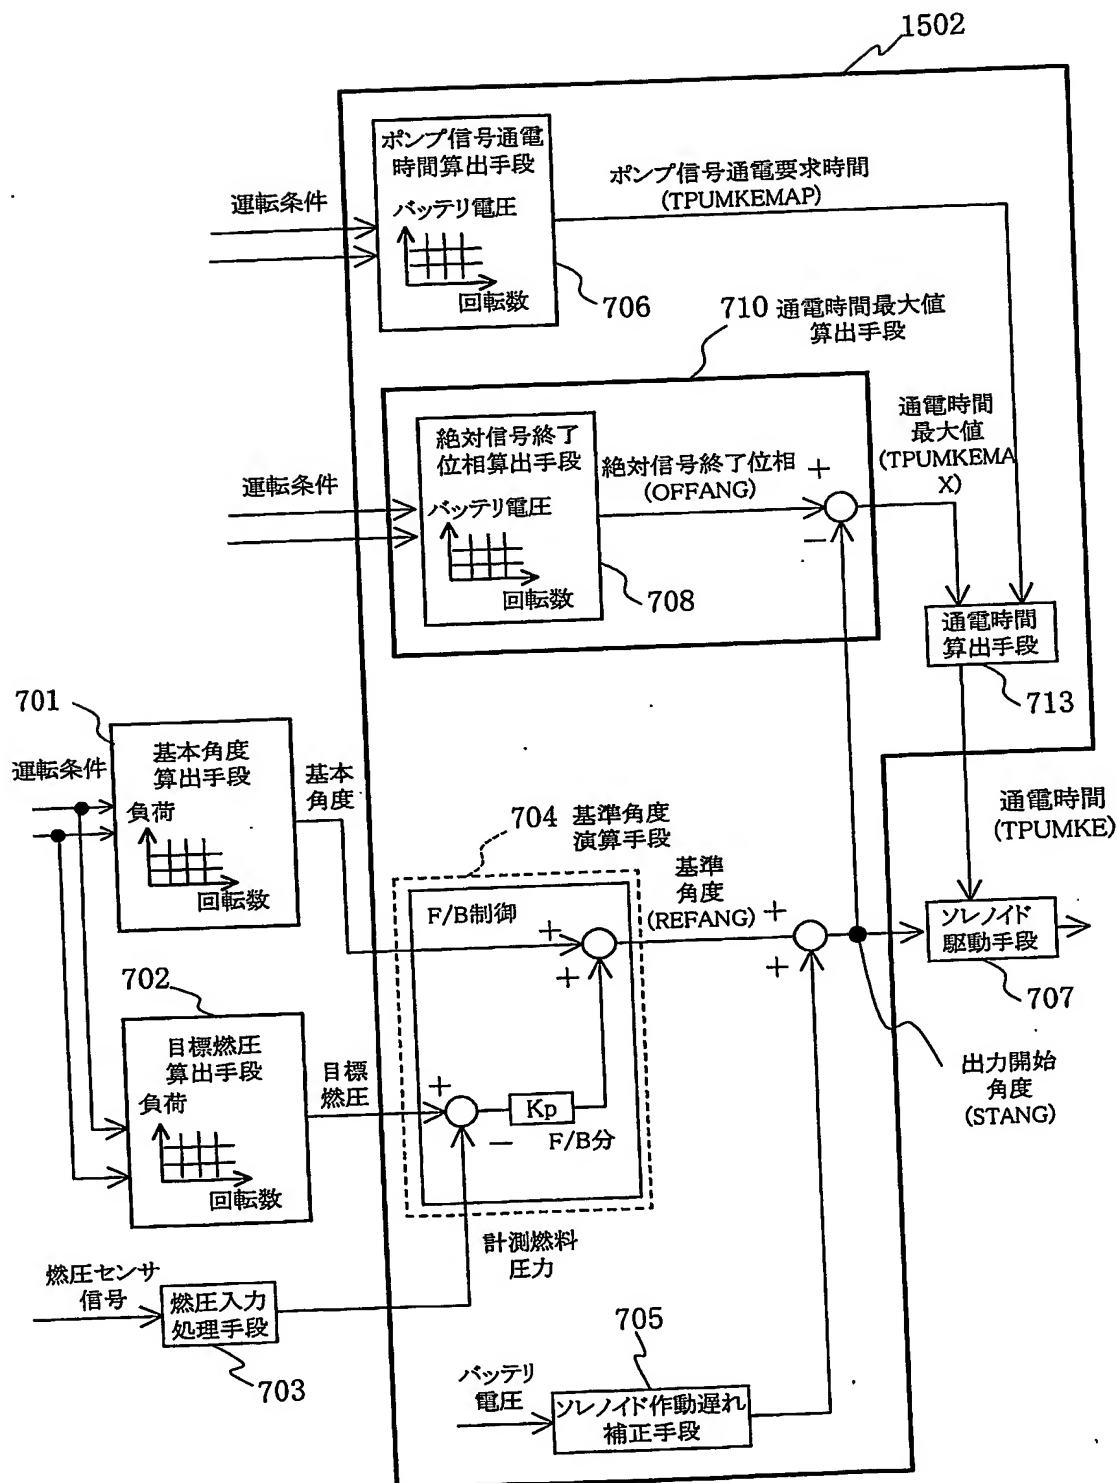 1502
ポンプ信号通電
時間算出手段
バッテリ電圧
回転数
運転条件
ポンプ信号通電要求時間
(TPUMKEMAP)
706
710 通電時間最大値
算出手段
絶対信号終了
位相算出手段
バッテリ電圧
回転数
運転条件
絶対信号終了位相
(OFFANG)
+
−
708
通電時間
最大値
(TPUMKEMA
X)
通電時間
算出手段
713
701
運転条件
基本角度
算出手段
負荷
回転数
基本
角度
704 基準角度
演算手段
F/B制御
+
+
基準
角度
(REFANG)
+
+
通電時間
(TPUMKE)
ソレノイド
駆動手段
707
702
目標燃圧
算出手段
負荷
回転数
目標
燃圧
+
−
Kp
F/B分
出力開始
角度
(STANG)
計測燃料
圧力
燃圧センサ
信号
燃圧入力
処理手段
703
705
バッテリ
電圧
ソレノイド作動遅れ
補正手段